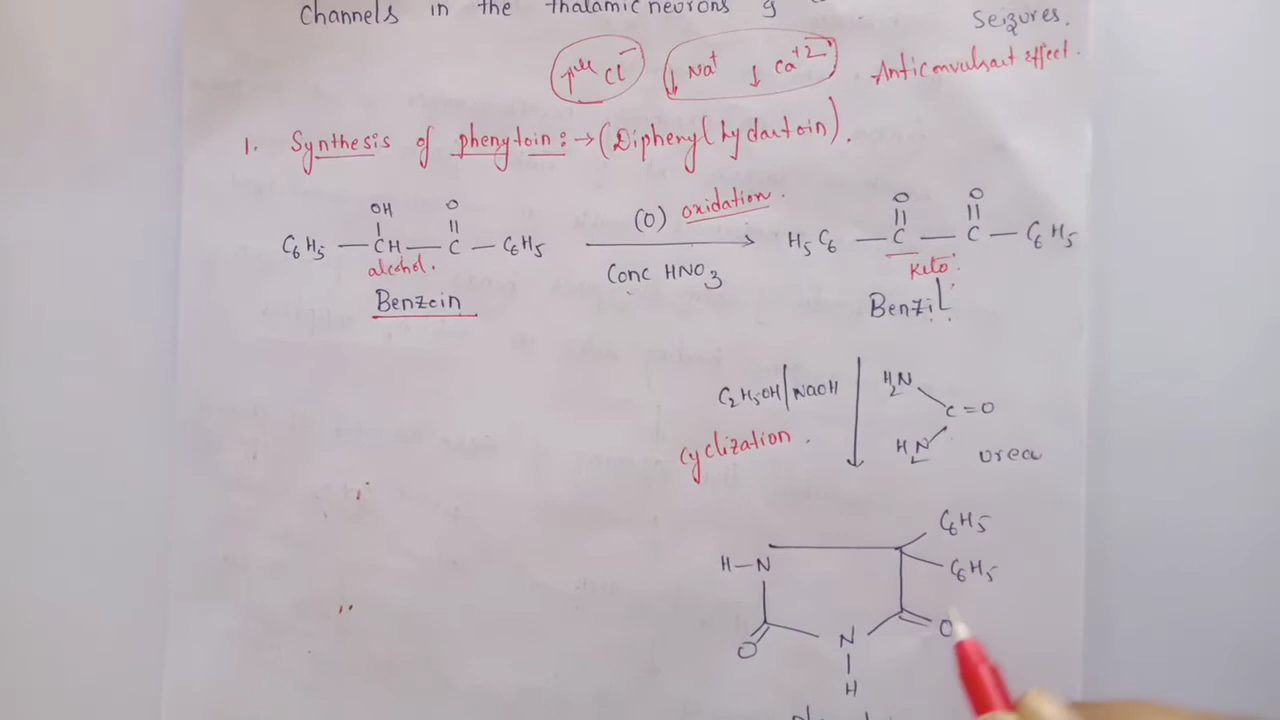 Channels in the thalamic neurons
Seizures.
Cl⁻ ↓ Na⁺ ↓ Ca⁺² Anticonvulsant effect.
1. Synthesis of phenytoin :→ (Diphenyl hydantoin).
OH O (O) oxidation. O O
C₆H₅ — CH — C — C₆H₅ H₅C₆ — C — C — C₆H₅
alcohol. Conc HNO₃ Keto.
Benzoin Benzil
C₂H₅OH | NaOH H₂N
C=O
cyclization. H₂N urea
C₆H₅
H—N C₆H₅
O N O
H